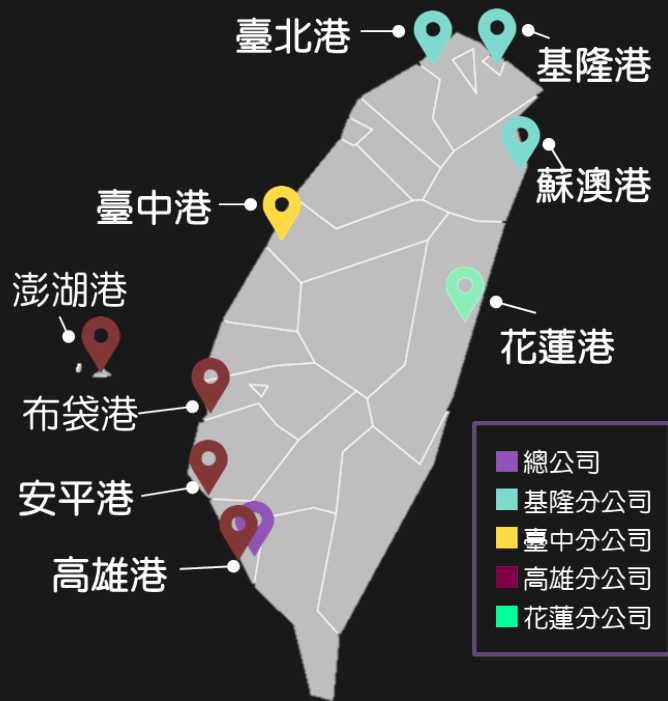 臺北港
基隆港
蘇澳港
臺中港
澎湖港
花蓮港
布袋港
安平港
高雄港
總公司
基隆分公司
臺中分公司
高雄分公司
花蓮分公司